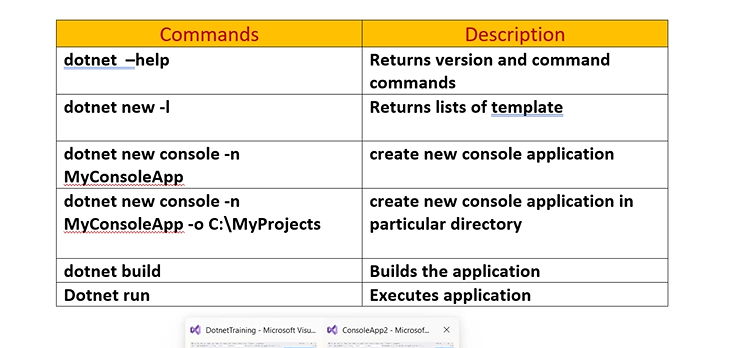 Commands Description
dotnet –help Returns version and command
commands
dotnet new -l Returns lists of template
dotnet new console -n create new console application
MyConsoleApp
dotnet new console -n create new console application in
MyConsoleApp -o C:\MyProjects particular directory
dotnet build Builds the application
Dotnet run Executes application
DotnetTraining - Microsoft Visu... ConsoleApp2 - Microsof...